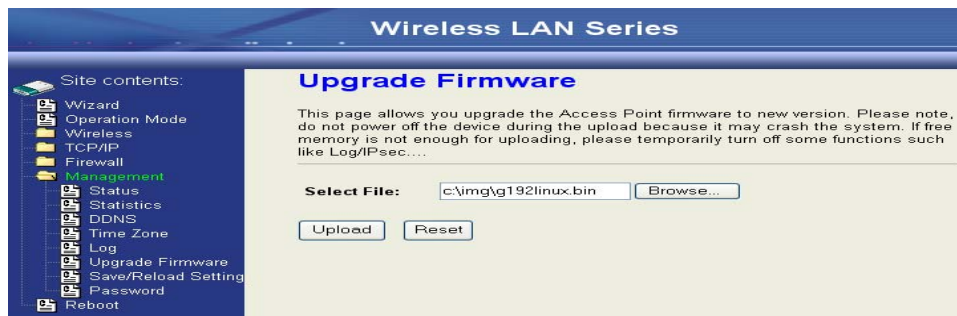 Wireless LAN Series
Site contents:
Wizard
Operation Mode
Wireless
TCP/IP
Firewall
Management
Status
Statistics
DDNS
Time Zone
Log
Upgrade Firmware
Save/Reload Setting
Password
Reboot
Upgrade Firmware
This page allows you upgrade the Access Point firmware to new version. Please note,
do not power off the device during the upload because it may crash the system. If free
memory is not enough for uploading, please temporarily turn off some functions such
like Log/IPsec....
Select File: c:\img\g192linux.bin Browse...
Upload Reset